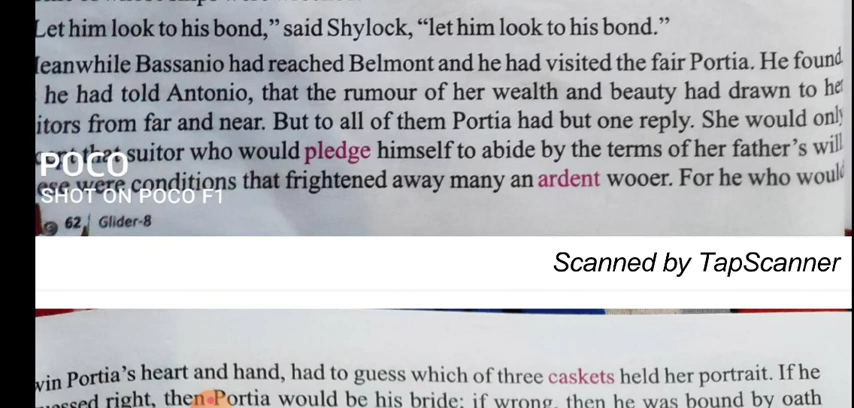 Let him look to his bond,” said Shylock, “let him look to his bond.”
eanwhile Bassanio had reached Belmont and he had visited the fair Portia. He found
he had told Antonio, that the rumour of her wealth and beauty had drawn to her
itors from far and near. But to all of them Portia had but one reply. She would only
that suitor who would pledge himself to abide by the terms of her father’s will
POCO
ese were conditions that frightened away many an ardent wooer. For he who would
SHOT ON POCO F1
62 Glider-8
Scanned by TapScanner
win Portia’s heart and hand, had to guess which of three caskets held her portrait. If he
right, then Portia would be his bride; if wrong, then he was bound by oath